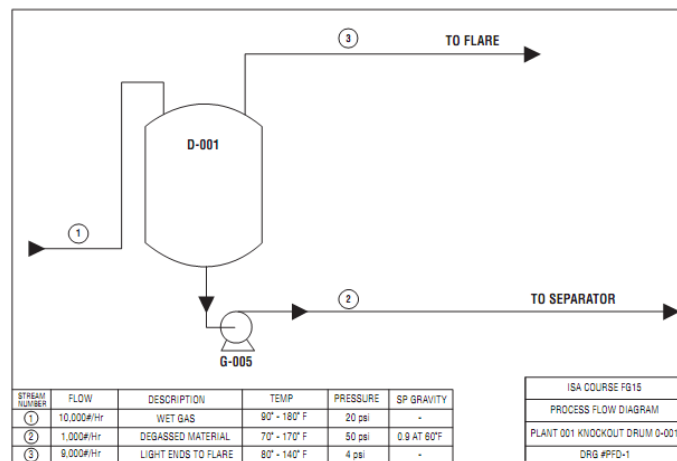 3
TO FLARE
D-001
1
2
TO SEPARATOR
G-005
STREAM NUMBER FLOW DESCRIPTION TEMP PRESSURE SP GRAVITY
1 10,000#/Hr WET GAS 90° - 180° F 20 psi -
2 1,000#/Hr DEGASSED MATERIAL 70° - 170° F 50 psi 0.9 AT 60°F
3 9,000#/Hr LIGHT ENDS TO FLARE 80° - 140° F 4 psi -
ISA COURSE FG15
PROCESS FLOW DIAGRAM
PLANT 001 KNOCKOUT DRUM 0-001
DRG #PFD-1